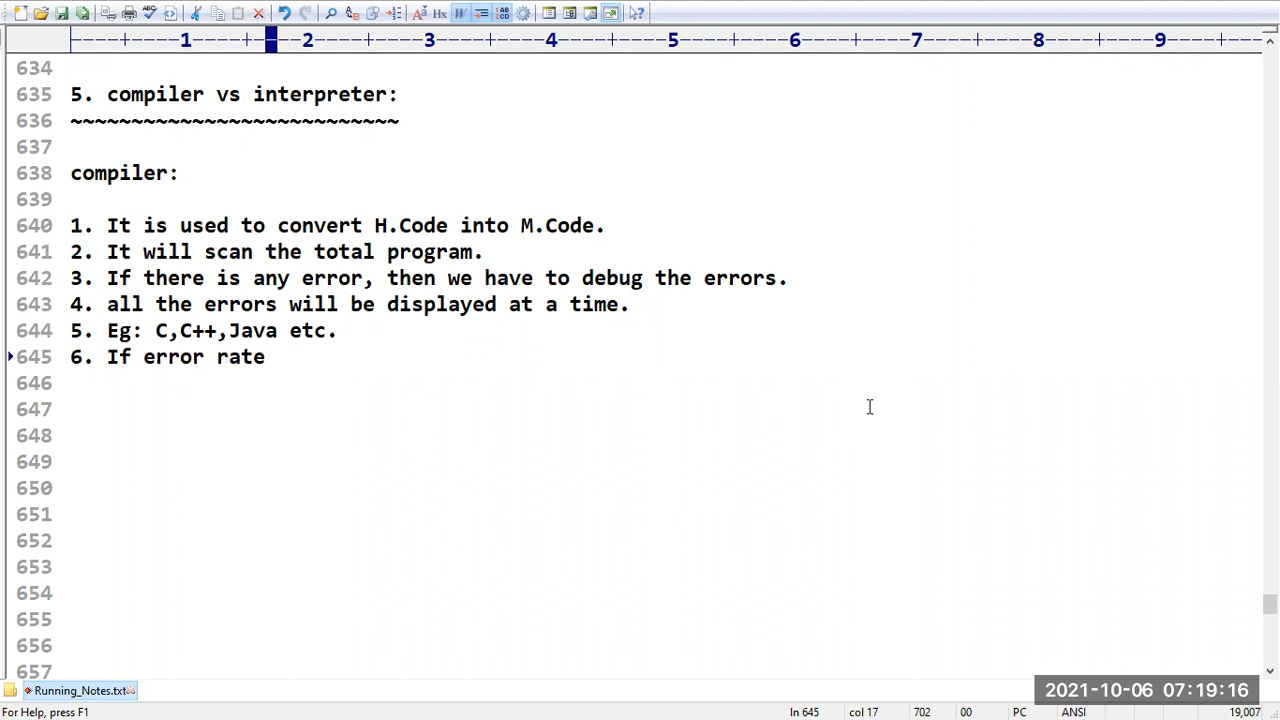 1 2 3 4 5 6 7 8 9
634
635 5. compiler vs interpreter:
636 ~~~~~~~~~~~~~~~~~~~~~~~~~~~
637
638 compiler:
639
640 1. It is used to convert H.Code into M.Code.
641 2. It will scan the total program.
642 3. If there is any error, then we have to debug the errors.
643 4. all the errors will be displayed at a time.
644 5. Eg: C,C++,Java etc.
645 6. If error rate
646
647
648
649
650
651
652
653
654
655
656
657
Running_Notes.txt
2021-10-06 07:19:16
For Help, press F1 ln 645 col 17 702 00 PC ANSI 19,007